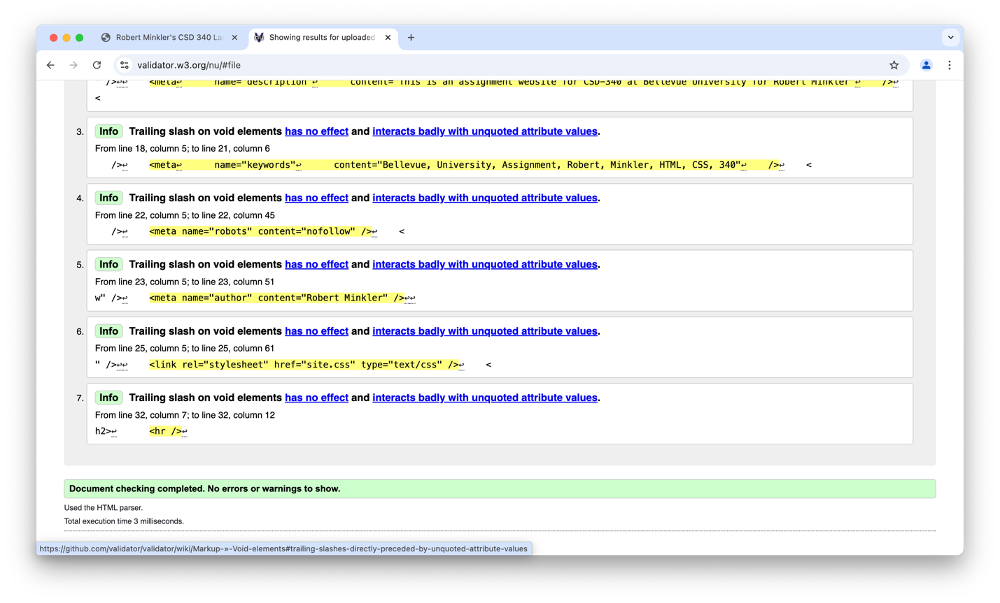 Robert Minkler's CSD 340 La
Showing results for uploaded
validator.w3.org/nu/#file
" />↩↩ <meta↩ name="description"↩ content="This is an assignment website for CSD-340 at Bellevue University for Robert Minkler"↩ />↩
<
3. Info Trailing slash on void elements has no effect and interacts badly with unquoted attribute values.
From line 18, column 5; to line 21, column 6
/>↩ <meta↩ name="keywords"↩ content="Bellevue, University, Assignment, Robert, Minkler, HTML, CSS, 340"↩ />↩ <
4. Info Trailing slash on void elements has no effect and interacts badly with unquoted attribute values.
From line 22, column 5; to line 22, column 45
/>↩ <meta name="robots" content="nofollow" />↩ <
5. Info Trailing slash on void elements has no effect and interacts badly with unquoted attribute values.
From line 23, column 5; to line 23, column 51
w" />↩ <meta name="author" content="Robert Minkler" />↩↩
6. Info Trailing slash on void elements has no effect and interacts badly with unquoted attribute values.
From line 25, column 5; to line 25, column 61
" />↩↩ <link rel="stylesheet" href="site.css" type="text/css" />↩ <
7. Info Trailing slash on void elements has no effect and interacts badly with unquoted attribute values.
From line 32, column 7; to line 32, column 12
h2>↩ <hr />↩
Document checking completed. No errors or warnings to show.
Used the HTML parser.
Total execution time 3 milliseconds.
https://github.com/validator/validator/wiki/Markup-»-Void-elements#trailing-slashes-directly-preceded-by-unquoted-attribute-values